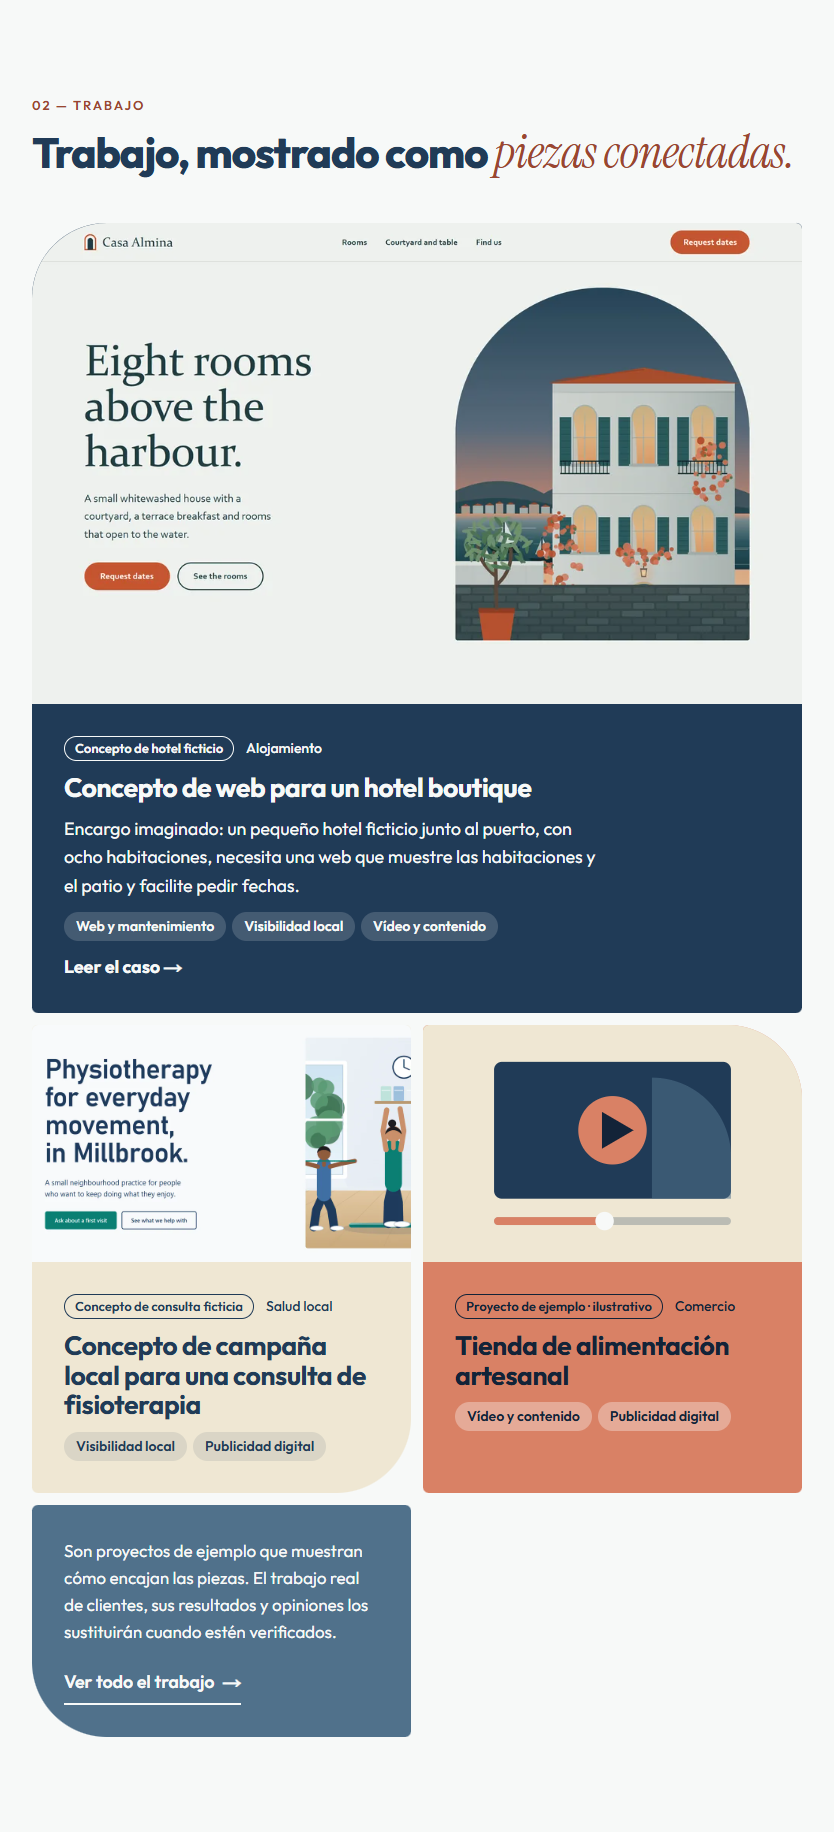 02 — TRABAJO
Trabajo, mostrado como piezas conectadas.
Casa Almina
Rooms
Courtyard and table
Find us
Request dates
Eight rooms
above the
harbour.
A small whitewashed house with a
courtyard, a terrace breakfast and rooms
that open to the water.
Request dates
See the rooms
Concepto de hotel ficticio
Alojamiento
Concepto de web para un hotel boutique
Encargo imaginado: un pequeño hotel ficticio junto al puerto, con
ocho habitaciones, necesita una web que muestre las habitaciones y
el patio y facilite pedir fechas.
Web y mantenimiento
Visibilidad local
Vídeo y contenido
Leer el caso →
Physiotherapy
for everyday
movement,
in Millbrook.
A small neighbourhood practice for people
who want to keep doing what they enjoy.
Ask about a first visit
See what we help with
Concepto de consulta ficticia
Salud local
Concepto de campaña
local para una consulta de
fisioterapia
Visibilidad local
Publicidad digital
Proyecto de ejemplo · ilustrativo
Comercio
Tienda de alimentación
artesanal
Vídeo y contenido
Publicidad digital
Son proyectos de ejemplo que muestran
cómo encajan las piezas. El trabajo real
de clientes, sus resultados y opiniones los
sustituirán cuando estén verificados.
Ver todo el trabajo →